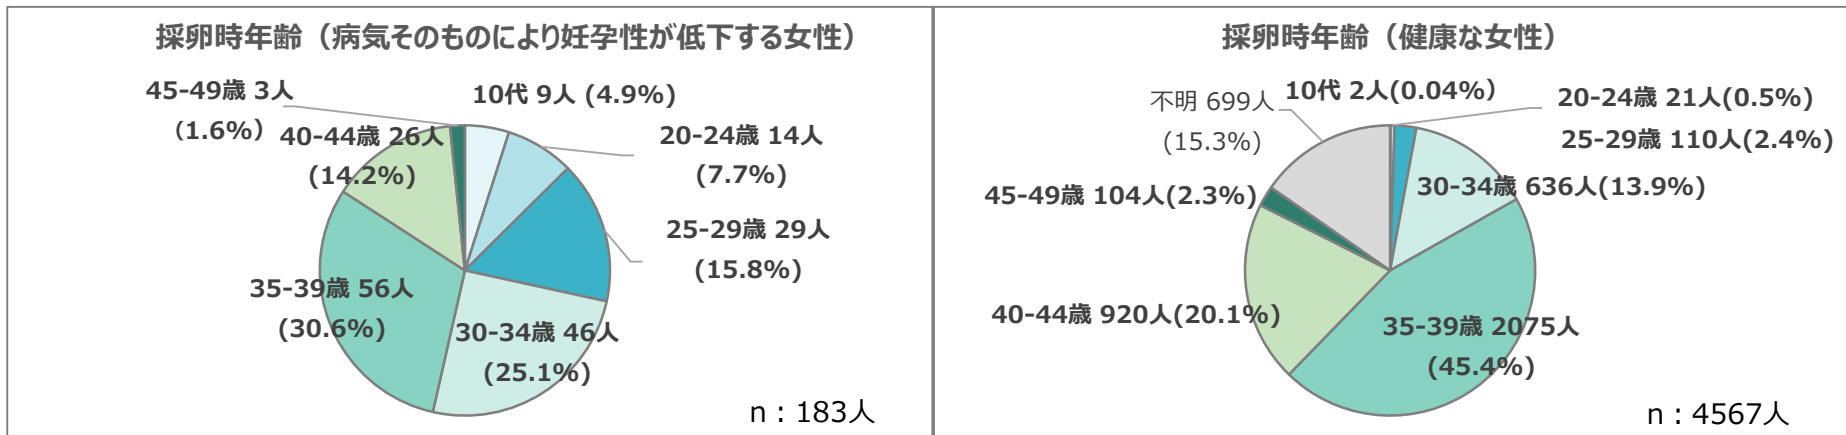 採卵時年齢（病気そのものにより妊孕性が低下する女性）
45-49歳 3人
（1.6%）
10代 9人 (4.9%)
40-44歳 26人
(14.2%)
20-24歳 14人
(7.7%)
25-29歳 29人
(15.8%)
35-39歳 56人
(30.6%)
30-34歳 46人
(25.1%)
n：183人
採卵時年齢（健康な女性）
不明 699人
(15.3%)
10代 2人(0.04%）
20-24歳 21人(0.5%)
25-29歳 110人(2.4%)
30-34歳 636人(13.9%)
45-49歳 104人(2.3%)
40-44歳 920人(20.1%)
35-39歳 2075人
(45.4%)
n：4567人